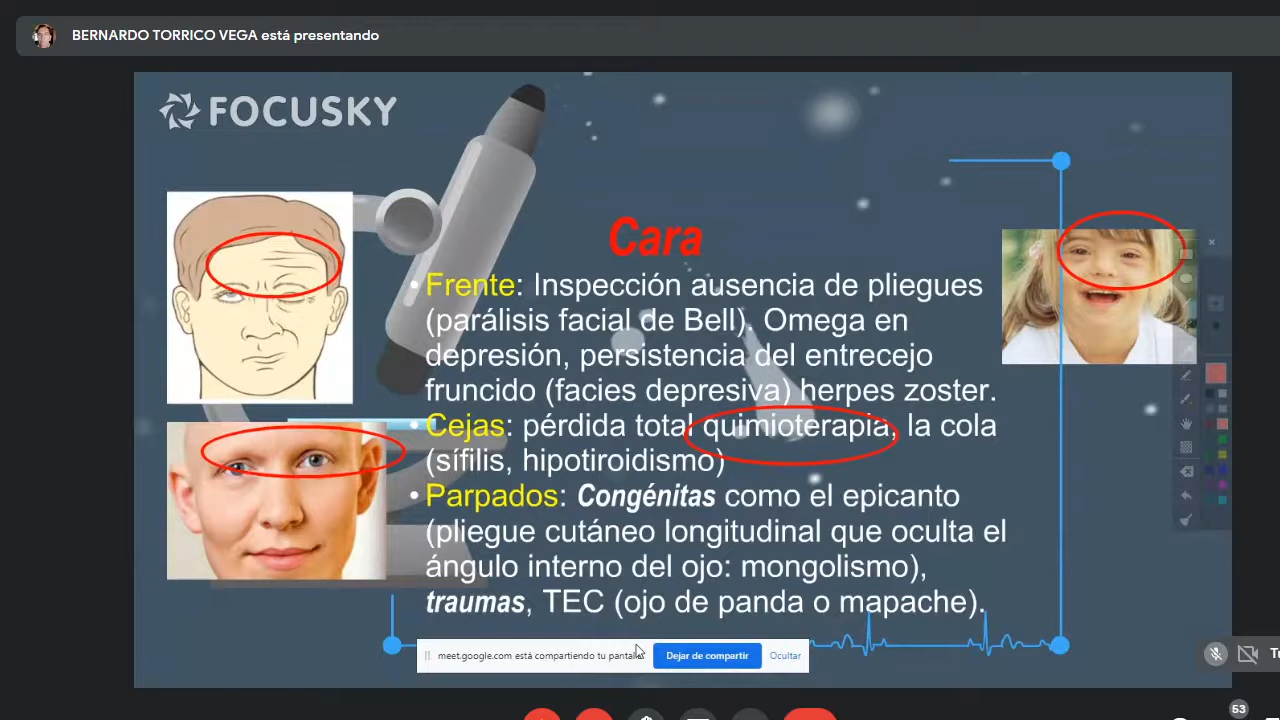 BERNARDO TORRICO VEGA está presentando
FOCUSKY
Cara
• Frente: Inspección ausencia de pliegues
(parálisis facial de Bell). Omega en
depresión, persistencia del entrecejo
fruncido (facies depresiva) herpes zoster.
• Cejas: pérdida total quimioterapia, la cola
(sífilis, hipotiroidismo)
• Parpados: Congénitas como el epicanto
(pliegue cutáneo longitudinal que oculta el
ángulo interno del ojo: mongolismo),
traumas, TEC (ojo de panda o mapache).
meet.google.com está compartiendo tu pantalla
Dejar de compartir
Ocultar
53